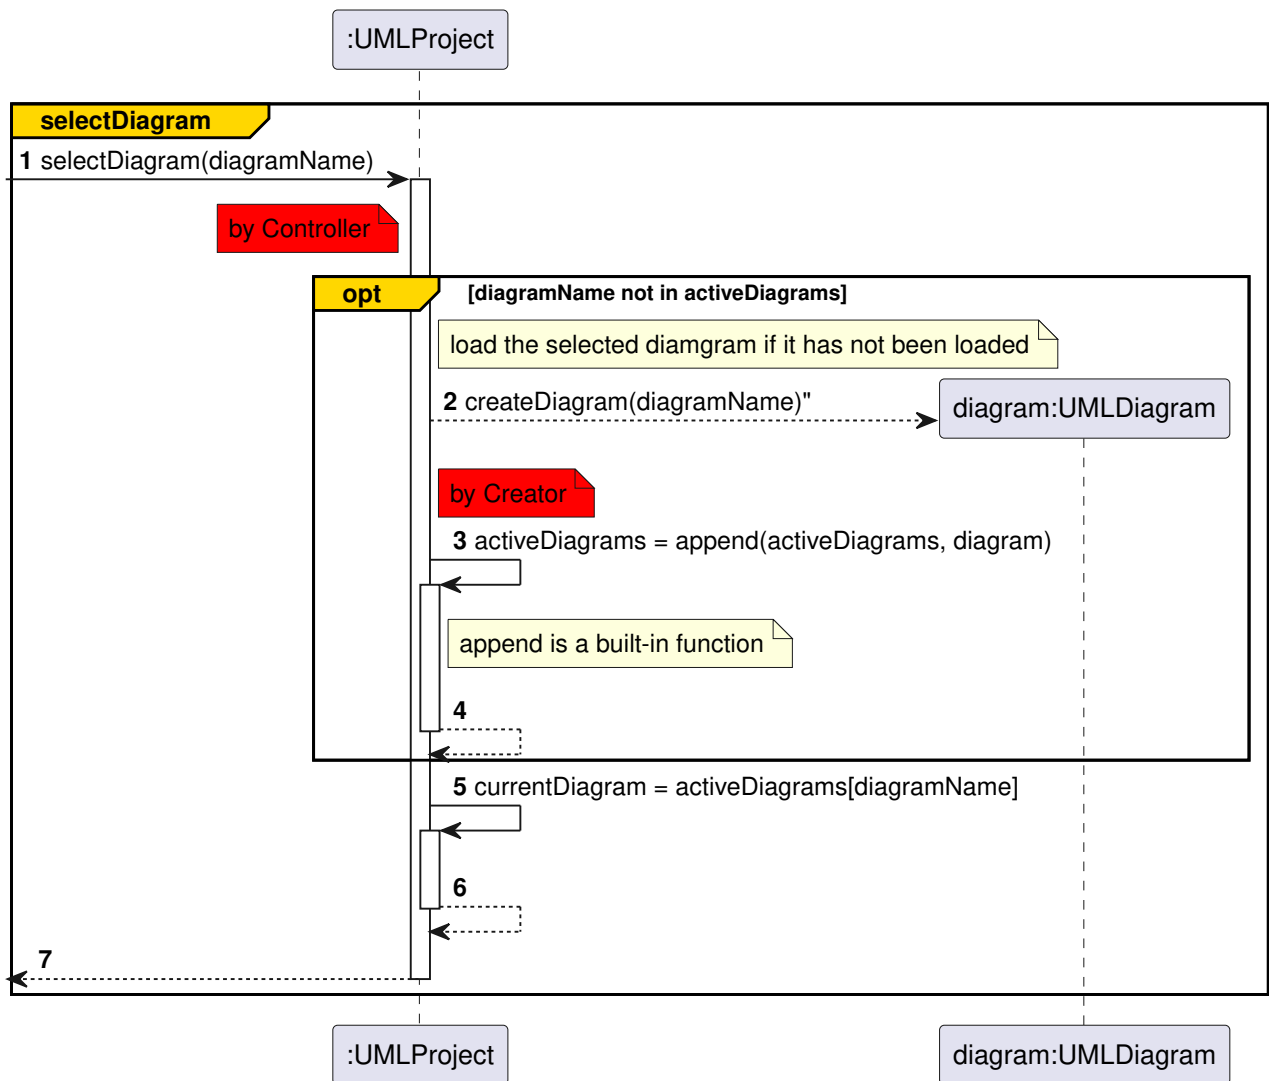 :UMLProject
selectDiagram
1 selectDiagram(diagramName)
by Controller
opt [diagramName not in activeDiagrams]
load the selected diamgram if it has not been loaded
2 createDiagram(diagramName)"
diagram:UMLDiagram
by Creator
3 activeDiagrams = append(activeDiagrams, diagram)
append is a built-in function
4
5 currentDiagram = activeDiagrams[diagramName]
6
7
:UMLProject
diagram:UMLDiagram